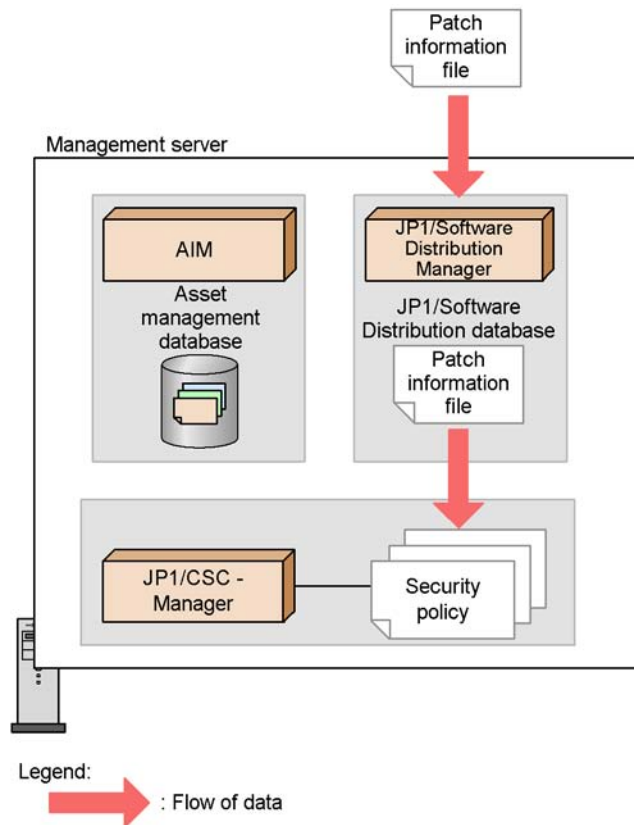 Patch
information
file
Management server
AIM
Asset
management
database
JP1/Software
Distribution
Manager
JP1/Software
Distribution database
Patch
information
file
JP1/CSC -
Manager
Security
policy
Legend:
: Flow of data